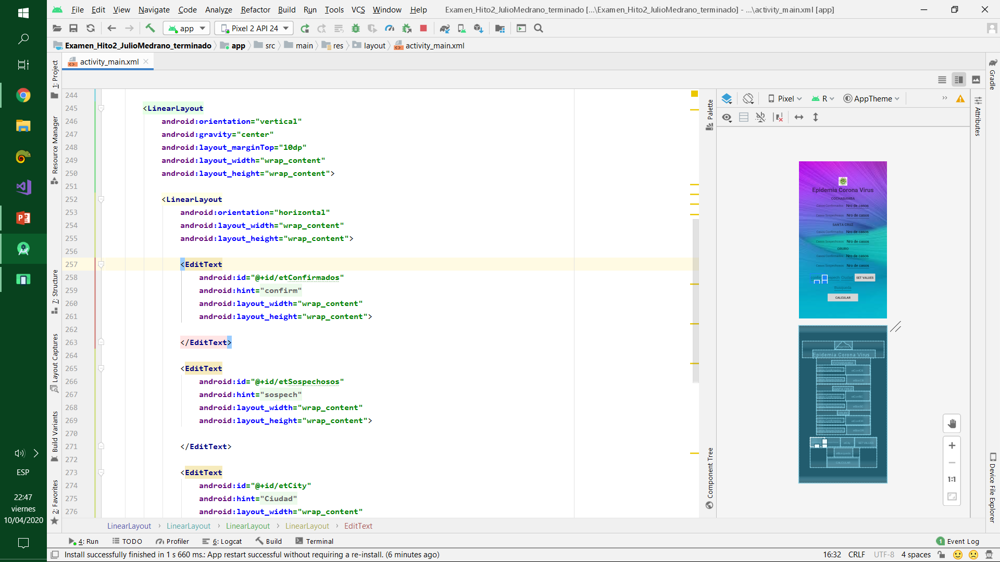 File Edit View Navigate Code Analyze Refactor Build Run Tools VCS Window Help Examen_Hito2_JulioMedrano_terminado [...\Examen_Hito2_JulioMedrano_terminado] - ...\activity_main.xml [app]
app Pixel 2 API 24
Examen_Hito2_JulioMedrano_terminado app src main res layout activity_main.xml
activity_main.xml
1: Project
Resource Manager
7: Structure
Layout Captures
Build Variants
2: Favorites
244
245 <LinearLayout
246 android:orientation="vertical"
247 android:gravity="center"
248 android:layout_marginTop="10dp"
249 android:layout_width="wrap_content"
250 android:layout_height="wrap_content">
251
252 <LinearLayout
253 android:orientation="horizontal"
254 android:layout_width="wrap_content"
255 android:layout_height="wrap_content">
256
257 <EditText
258 android:id="@+id/etConfirmados"
259 android:hint="confirm"
260 android:layout_width="wrap_content"
261 android:layout_height="wrap_content">
262
263 </EditText>
264
265 <EditText
266 android:id="@+id/etSospechosos"
267 android:hint="sospech"
268 android:layout_width="wrap_content"
269 android:layout_height="wrap_content">
270
271 </EditText>
272
273 <EditText
274 android:id="@+id/etCity"
275 android:hint="Ciudad"
276 android:layout_width="wrap_content"
LinearLayout › LinearLayout › LinearLayout › LinearLayout › EditText
Palette
Component Tree
Pixel R AppTheme
Epidemia Corona Virus
COCHABAMBA
Casos Confirmados Nro de casos
Casos Sospechosos Nro de casos
SANTA CRUZ
Casos Confirmados Nro de casos
Casos Sospechosos Nro de casos
ORURO
Casos Confirmados Nro de casos
Casos Sospechosos Nro de casos
Ciudad SET VALUES
Busqueda
CALCULAR
Epidemia Corona Virus
COCHABAMBA
SANTA CRUZ
ORURO
SET VALUES
CALCULAR
1:1
Gradle
Attributes
Device File Explorer
4: Run TODO Profiler 6: Logcat Build Terminal 1 Event Log
Install successfully finished in 1 s 660 ms.: App restart successful without requiring a re-install. (6 minutes ago) 16:32 CRLF UTF-8 4 spaces
ESP
22:47
viernes
10/04/2020